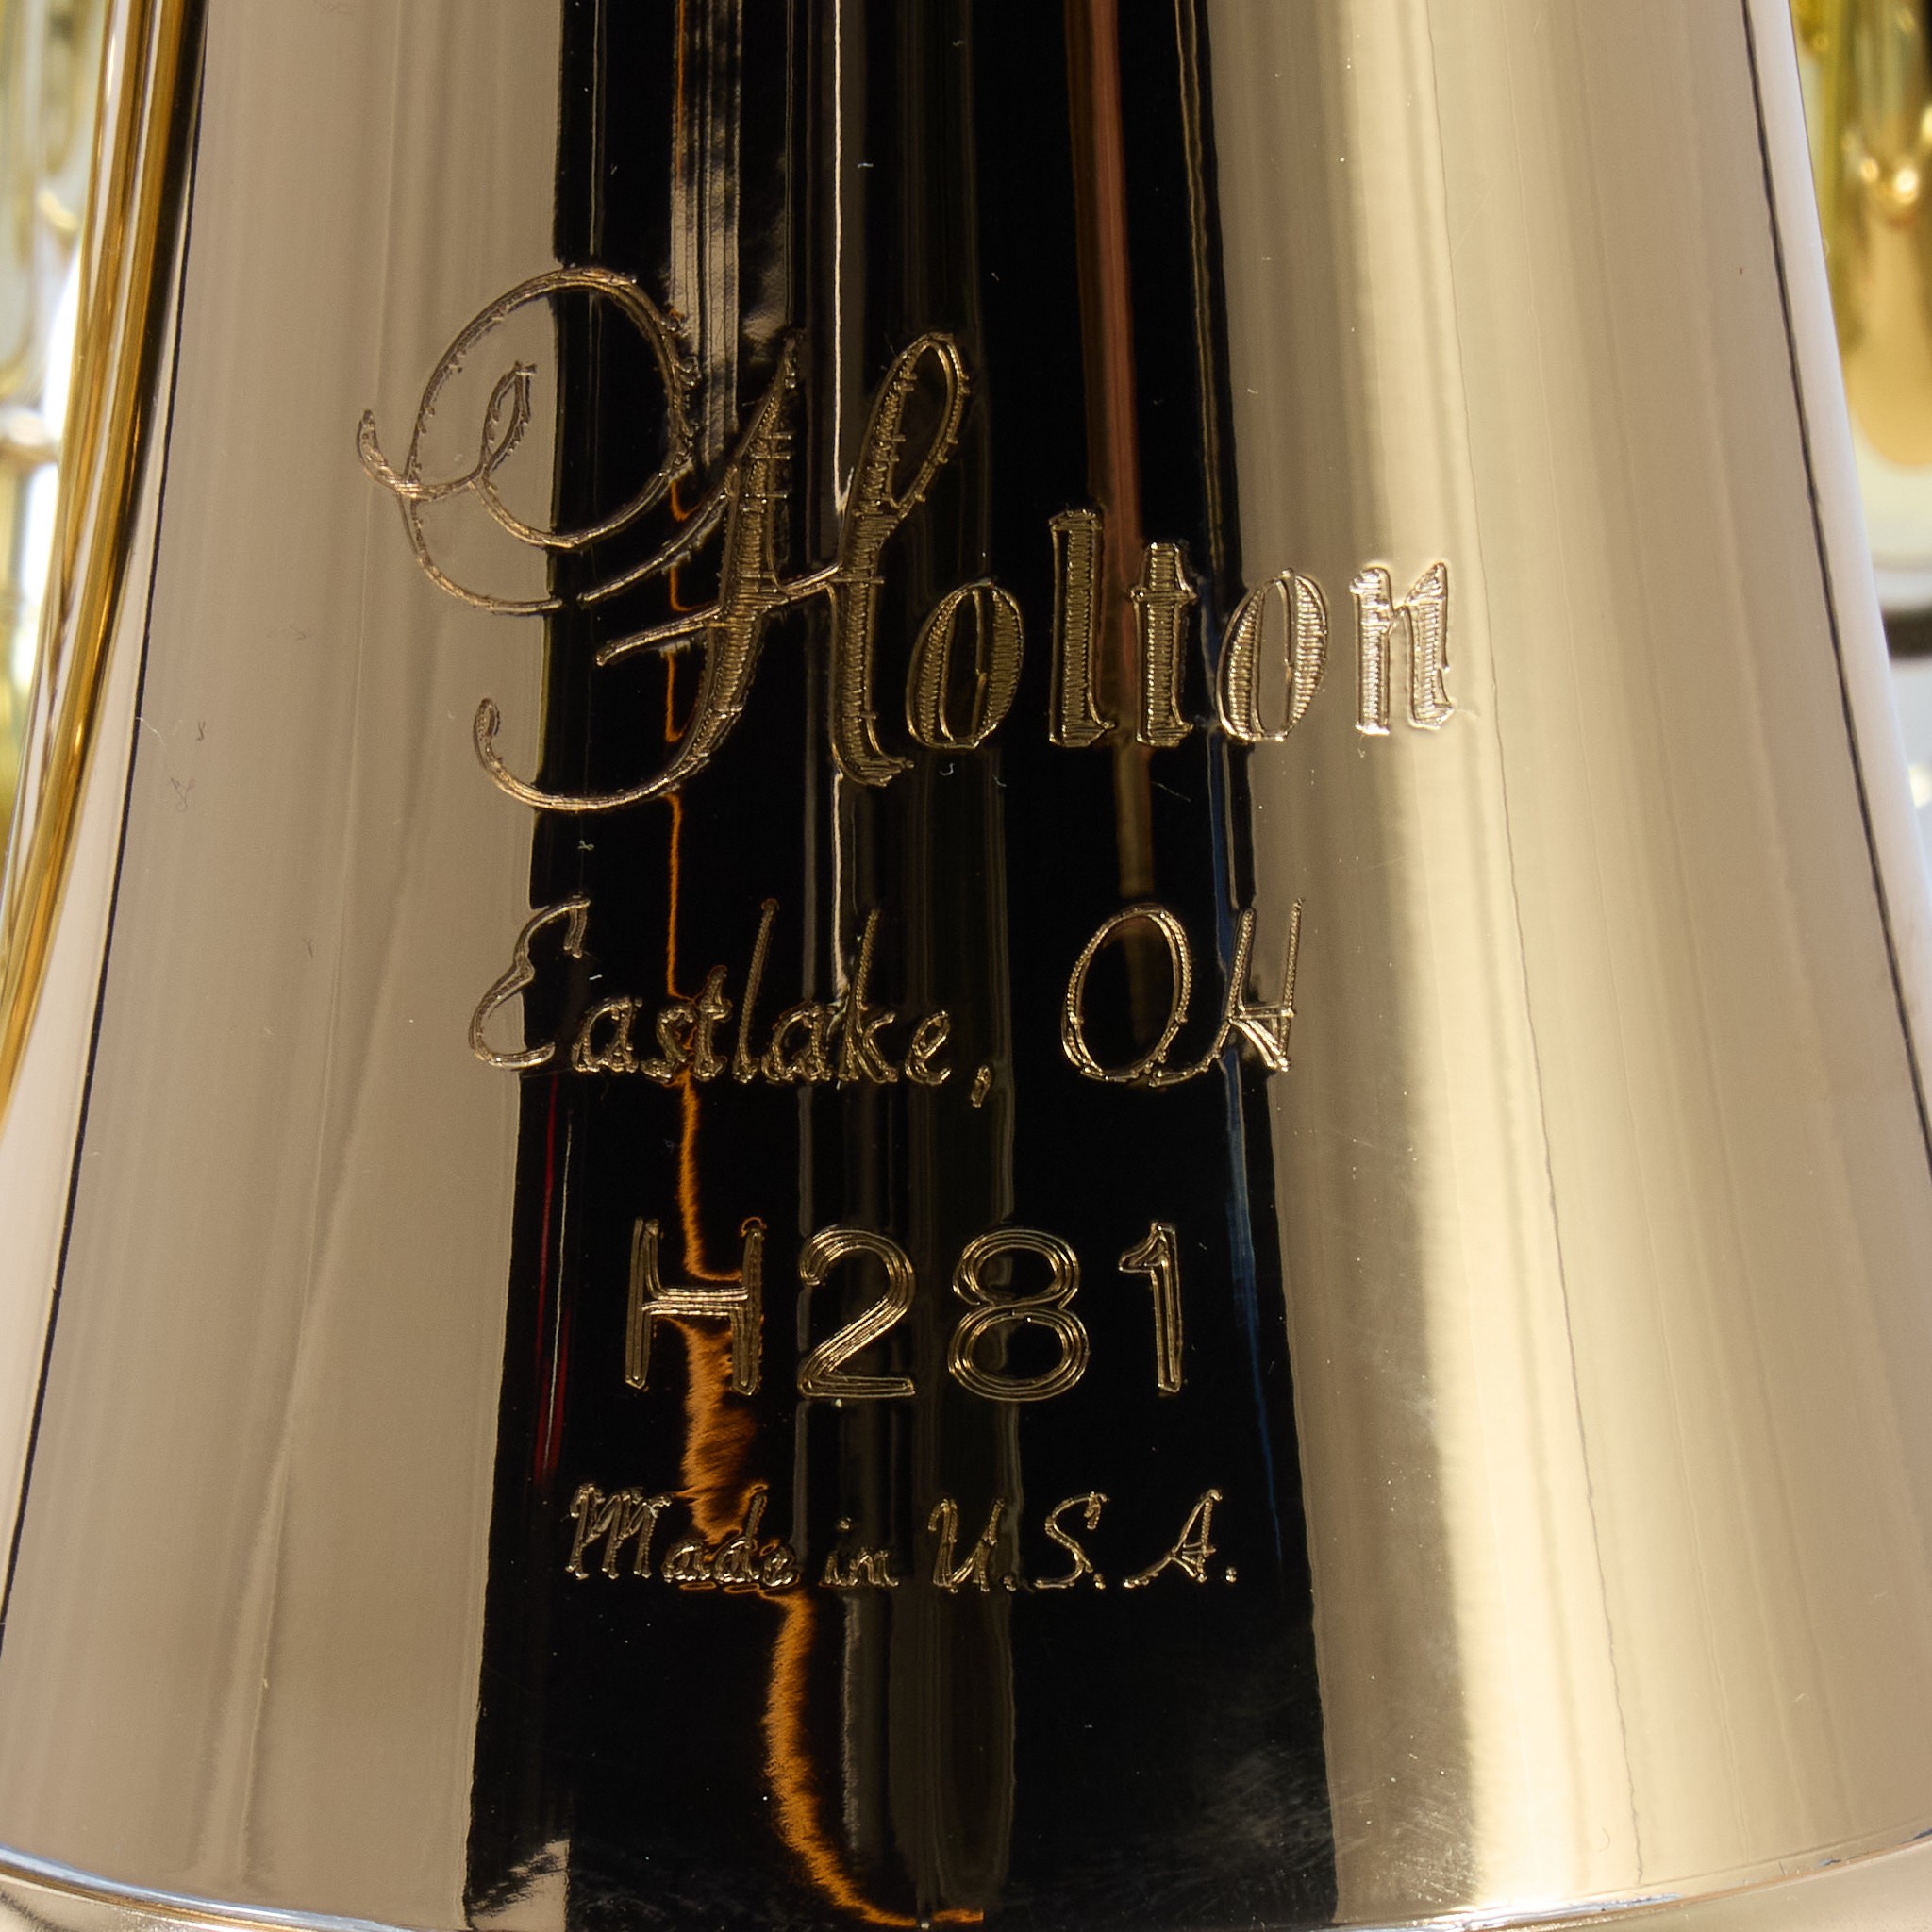 Holton
Eastlake, OH
H281
Made in U.S.A.